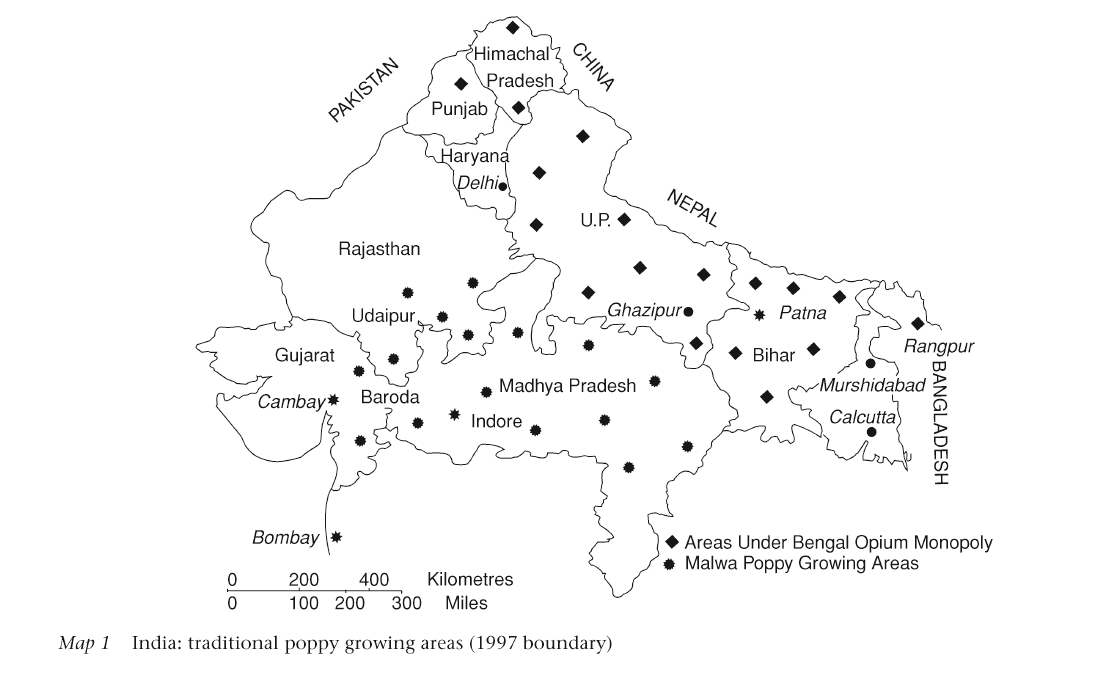 Himachal
Pradesh
CHINA
PAKISTAN
Punjab
Haryana
Delhi
NEPAL
U.P.
Rajasthan
Ghazipur
Patna
Udaipur
Rangpur
Gujarat
Bihar
Madhya Pradesh
Murshidabad
Baroda
Cambay
Indore
Calcutta
BANGLADESH
Bombay
Areas Under Bengal Opium Monopoly
Malwa Poppy Growing Areas
0 200 400 Kilometres
0 100 200 300 Miles
Map 1 India: traditional poppy growing areas (1997 boundary)